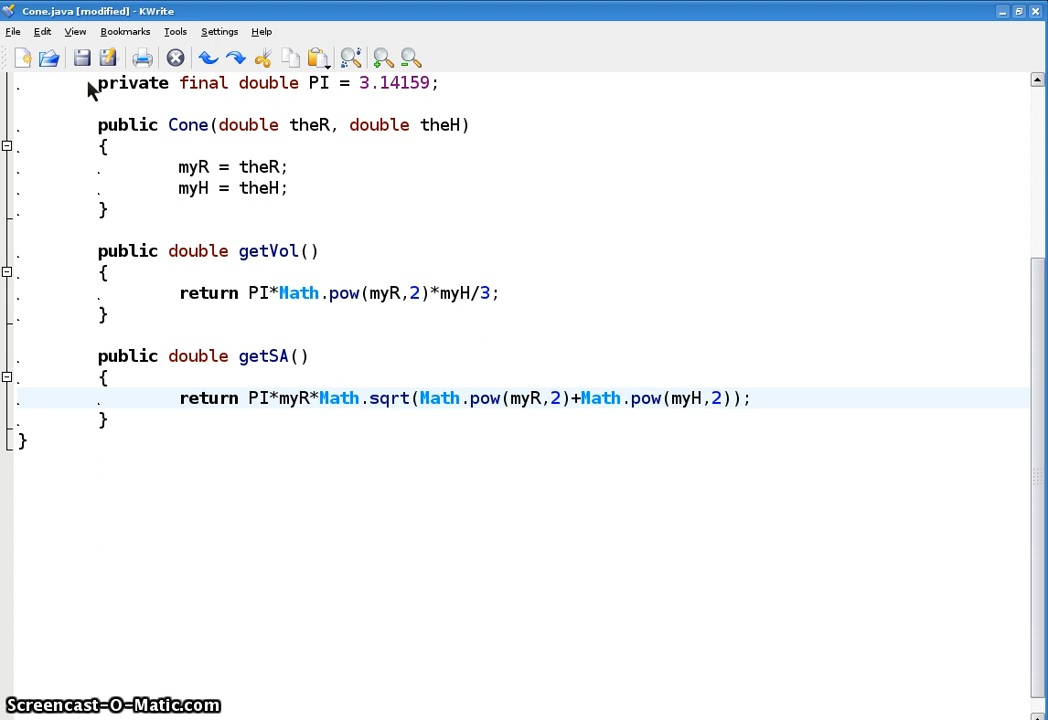 Cone.java [modified] - KWrite
File Edit View Bookmarks Tools Settings Help
private final double PI = 3.14159;
public Cone(double theR, double theH)
{
myR = theR;
myH = theH;
}
public double getVol()
{
return PI*Math.pow(myR,2)*myH/3;
}
public double getSA()
{
return PI*myR*Math.sqrt(Math.pow(myR,2)+Math.pow(myH,2));
}
}
Screencast-O-Matic.com